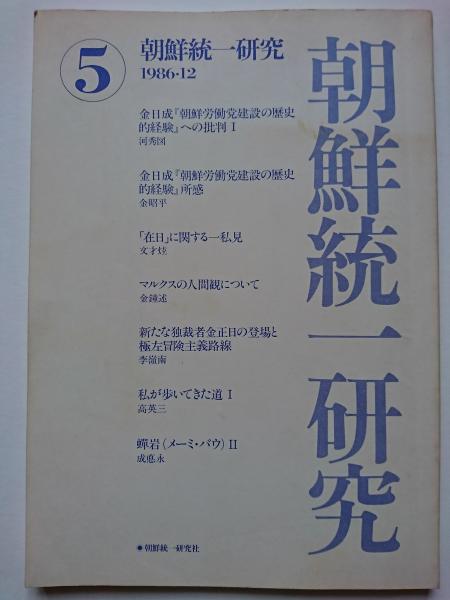 5
朝鮮統一研究
1986・12
朝鮮統一研究
金日成『朝鮮労働党建設の歴史
的経験』への批判 I
河秀図
金日成『朝鮮労働党建設の歴史
的経験』所感
金昭平
「在日」に関する一私見
文才炫
マルクスの人間観について
金鐘述
新たな独裁者金正日の登場と
極左冒険主義路線
李嶺南
私が歩いてきた道 I
高英三
蟬岩（メーミ・バウ）II
成悳永
●朝鮮統一研究社